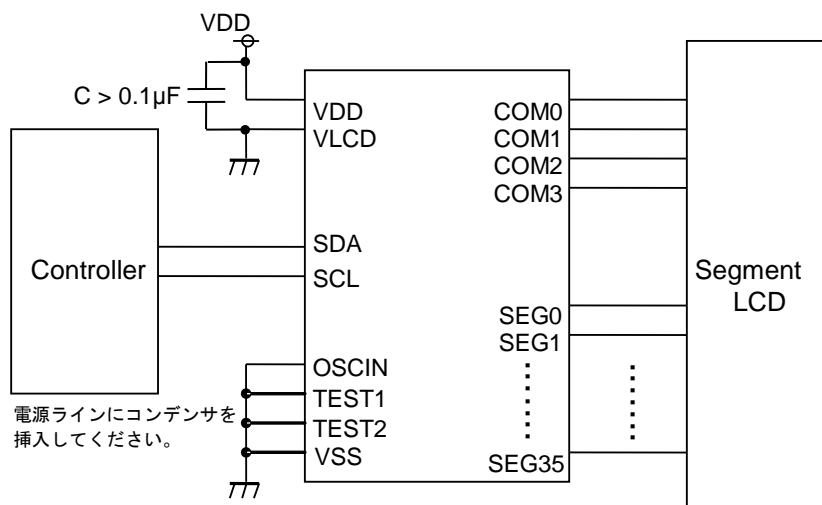 VDD
C > 0.1µF
VDD
VLCD
COM0
COM1
COM2
COM3
Controller
SDA
SCL
Segment
LCD
SEG0
SEG1
OSCIN
TEST1
TEST2
VSS
SEG35
電源ラインにコンデンサを
挿入してください。